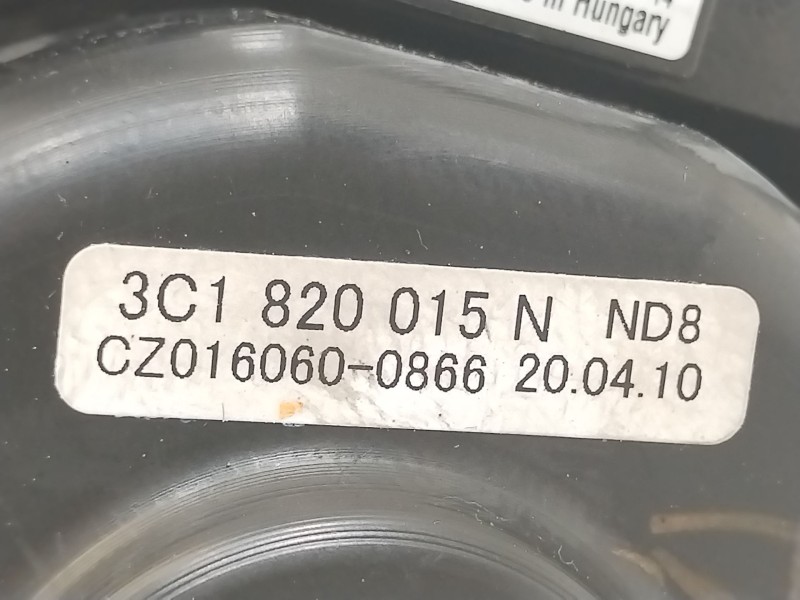 in Hungary
3C1 820 015 N ND8
CZ016060-0866 20.04.10